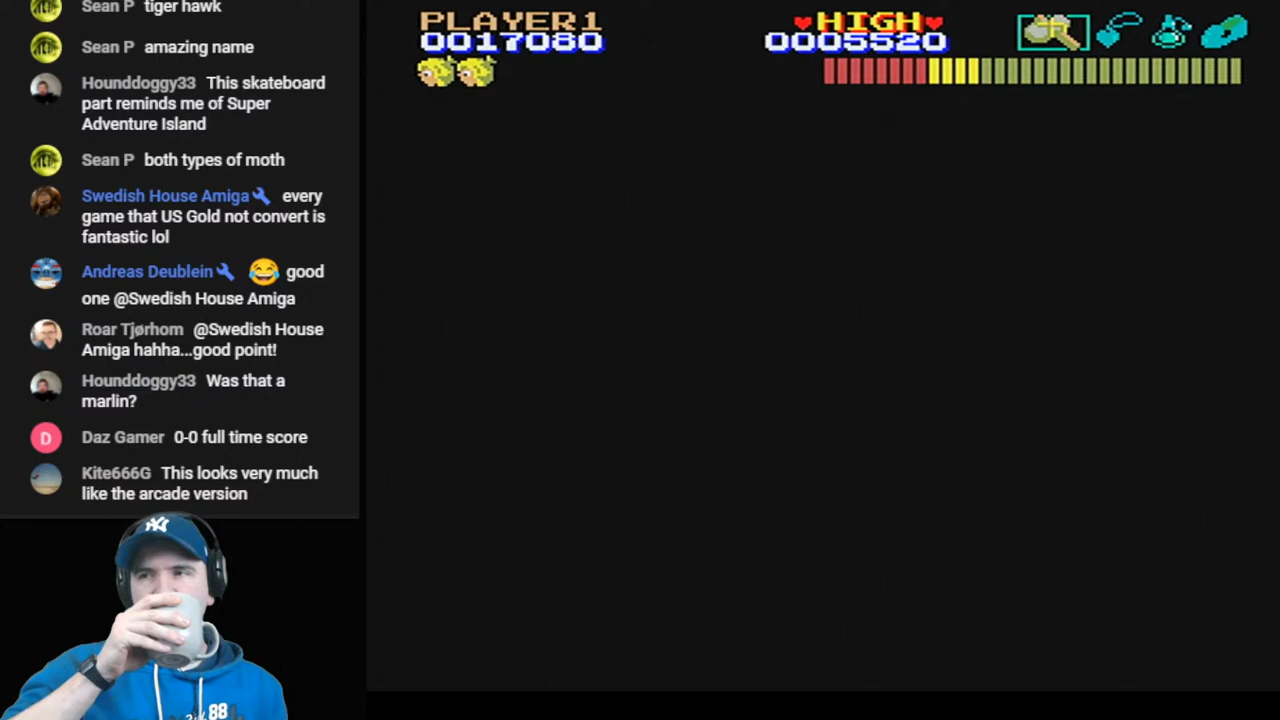 Sean P tiger hawk
Sean P amazing name
Hounddoggy33 This skateboard
part reminds me of Super
Adventure Island
Sean P both types of moth
Swedish House Amiga every
game that US Gold not convert is
fantastic lol
Andreas Deublein 😂 good
one @Swedish House Amiga
Roar Tjørhom @Swedish House
Amiga hahha...good point!
Hounddoggy33 Was that a
marlin?
D
Daz Gamer 0-0 full time score
Kite666G This looks very much
like the arcade version
PLAYER1
0017080
HIGH
0005520
NY
88